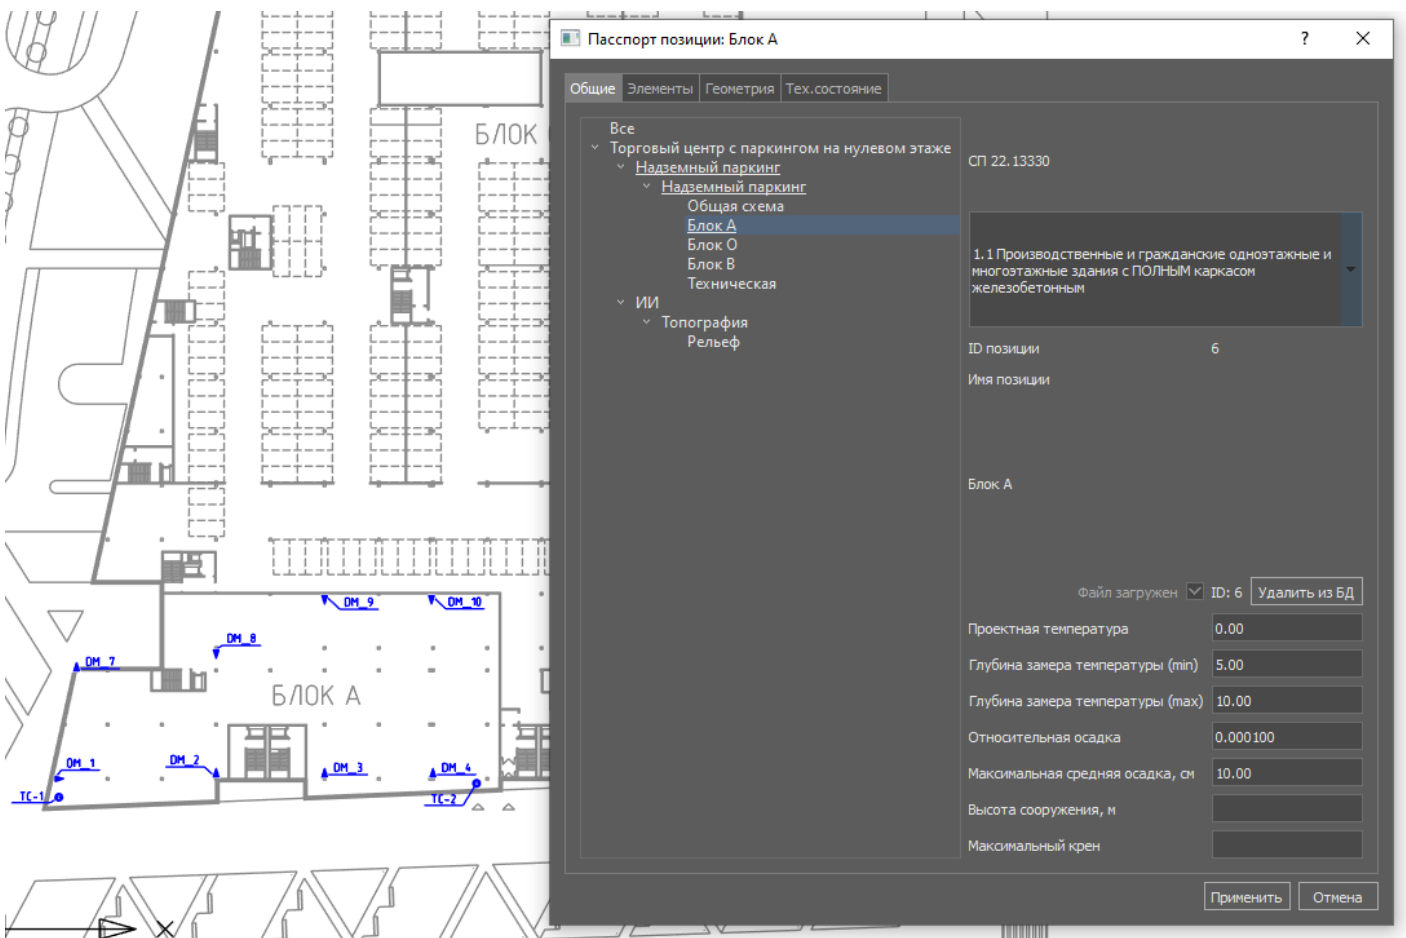 БЛОК
DM_9
DM_10
DM_8
DM_7
БЛОК А
DM_1
DM_2
DM_3
DM_4
ТС-1
ТС-2
Пасспорт позиции: Блок А
?
Общие
Элементы
Геометрия
Тех.состояние
Все
Торговый центр с паркингом на нулевом этаже
Надземный паркинг
Надземный паркинг
Общая схема
Блок А
Блок О
Блок В
Техническая
ИИ
Топография
Рельеф
СП 22.13330
1.1 Производственные и гражданские одноэтажные и
многоэтажные здания с ПОЛНЫМ каркасом
железобетонным
ID позиции 6
Имя позиции
Блок А
Файл загружен ID: 6 Удалить из БД
Проектная температура 0.00
Глубина замера температуры (min) 5.00
Глубина замера температуры (max) 10.00
Относительная осадка 0.000100
Максимальная средняя осадка, см 10.00
Высота сооружения, м
Максимальный крен
Применить Отмена